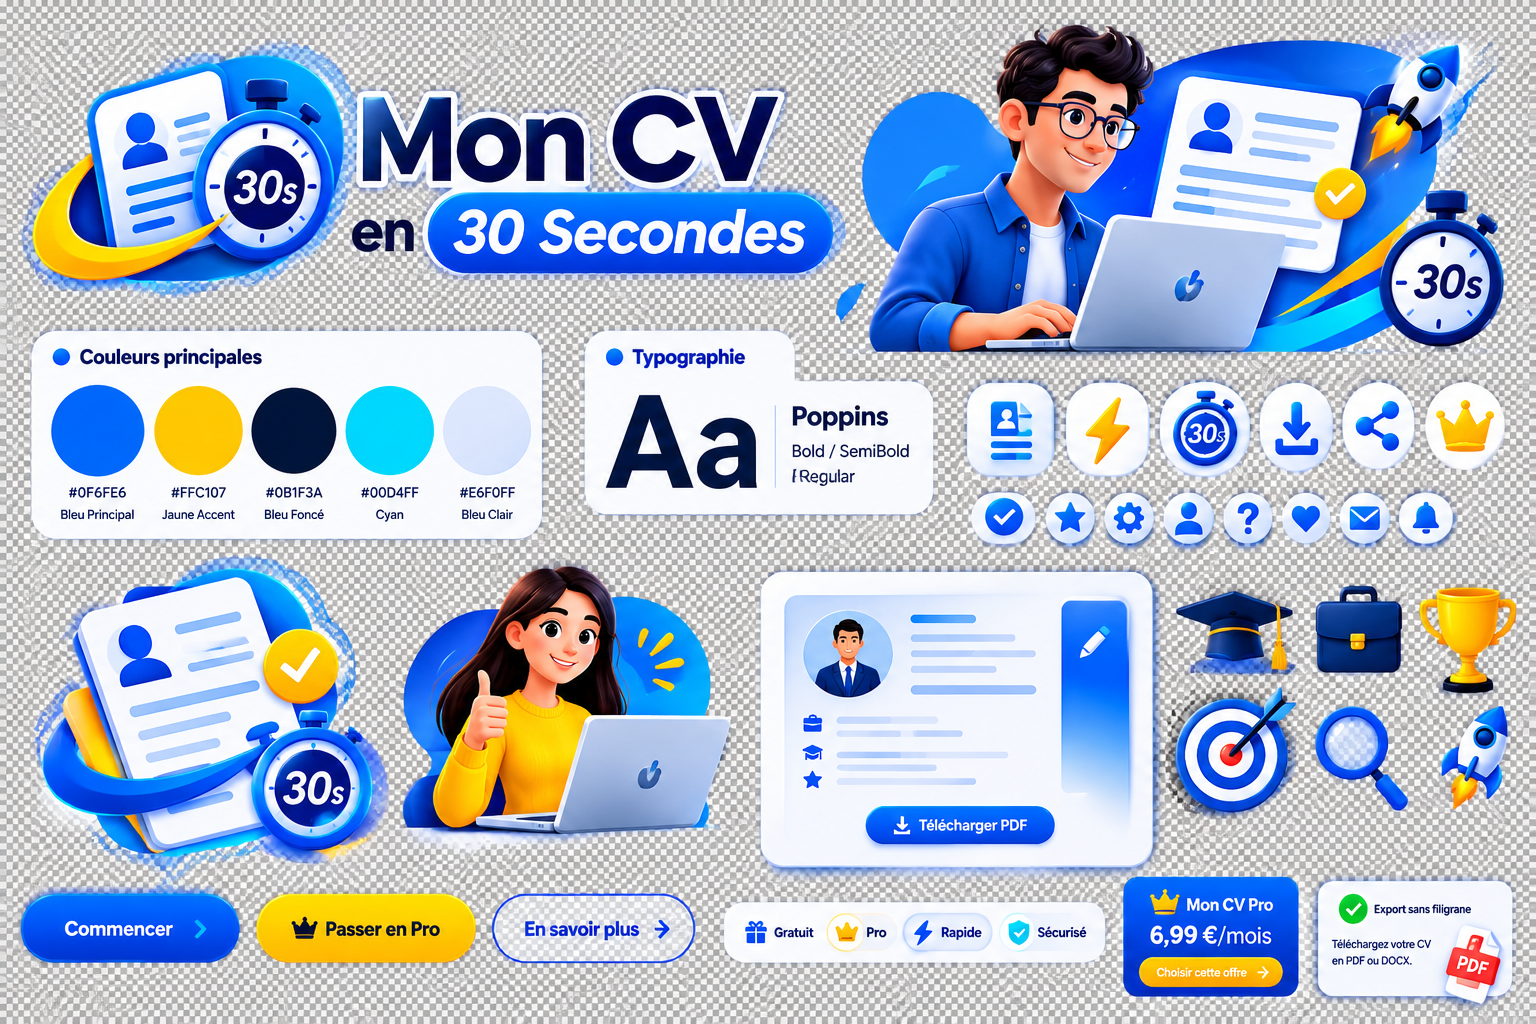 30s
Mon CV
en 30 Secondes
30s
Couleurs principales
#0F6FE6
#FFC107
#0B1F3A
#00D4FF
#E6F0FF
Bleu Principal
Jaune Accent
Bleu Foncé
Cyan
Bleu Clair
Typographie
Aa
Poppins
Bold / SemiBold
/ Regular
30s
30s
Télécharger PDF
Commencer
Passer en Pro
En savoir plus
Gratuit
Pro
Rapide
Sécurisé
Mon CV Pro
6,99 €/mois
Choisir cette offre
Export sans filigrane
Téléchargez votre CV
en PDF ou DOCX.
PDF